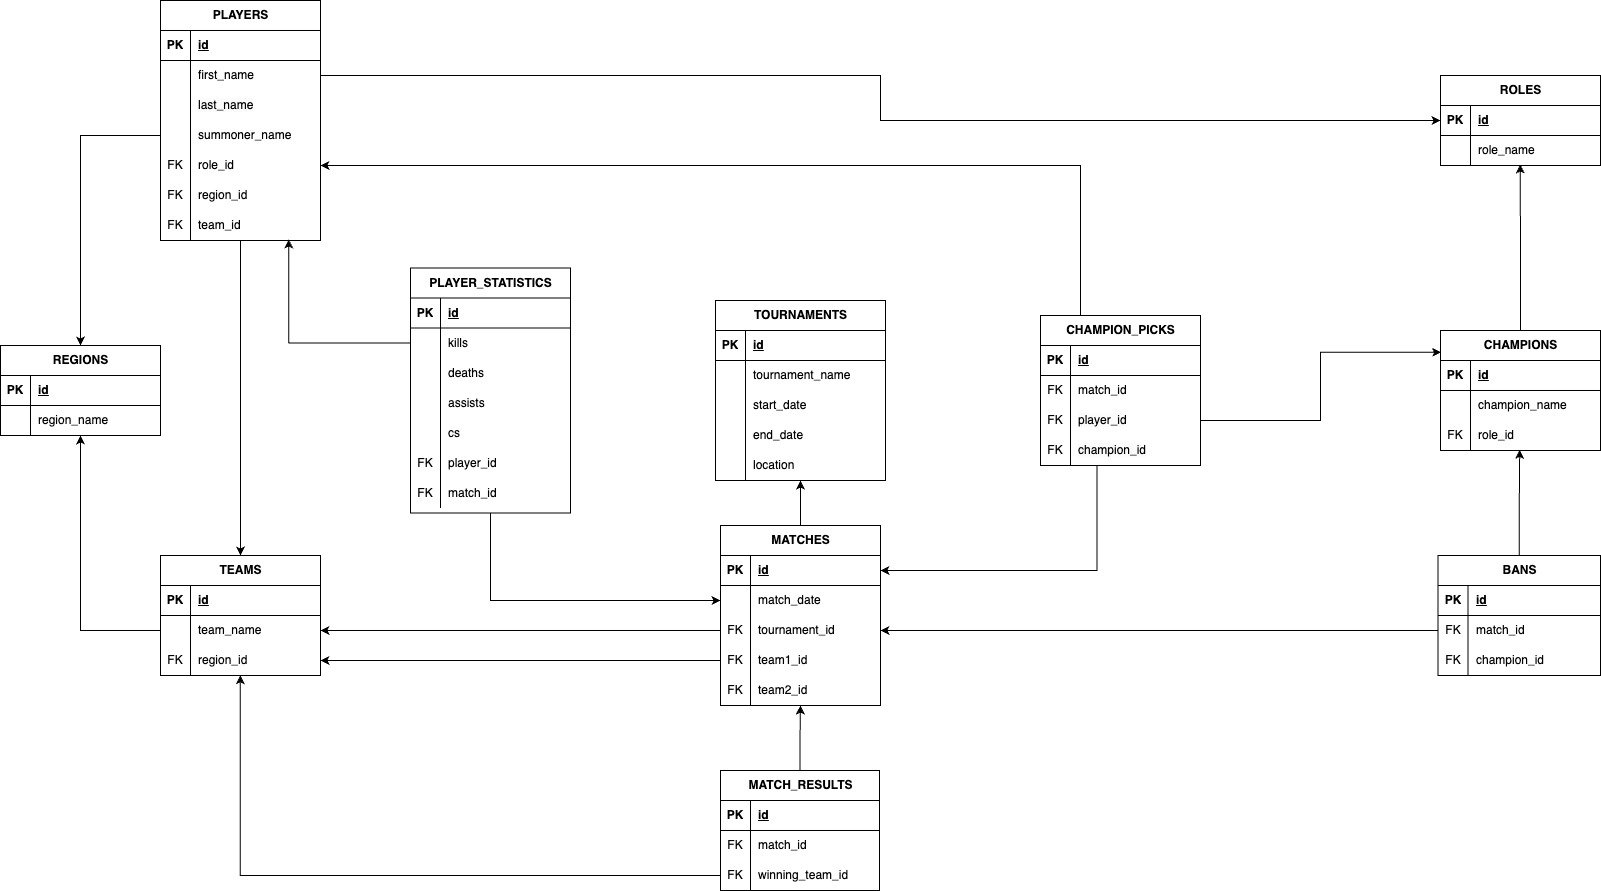 PLAYERS
PK id
first_name
last_name
summoner_name
FK role_id
FK region_id
FK team_id
ROLES
PK id
role_name
PLAYER_STATISTICS
PK id
kills
deaths
assists
cs
FK player_id
FK match_id
TOURNAMENTS
PK id
tournament_name
start_date
end_date
location
CHAMPION_PICKS
PK id
FK match_id
FK player_id
FK champion_id
CHAMPIONS
PK id
champion_name
FK role_id
REGIONS
PK id
region_name
TEAMS
PK id
team_name
FK region_id
MATCHES
PK id
match_date
FK tournament_id
FK team1_id
FK team2_id
BANS
PK id
FK match_id
FK champion_id
MATCH_RESULTS
PK id
FK match_id
FK winning_team_id